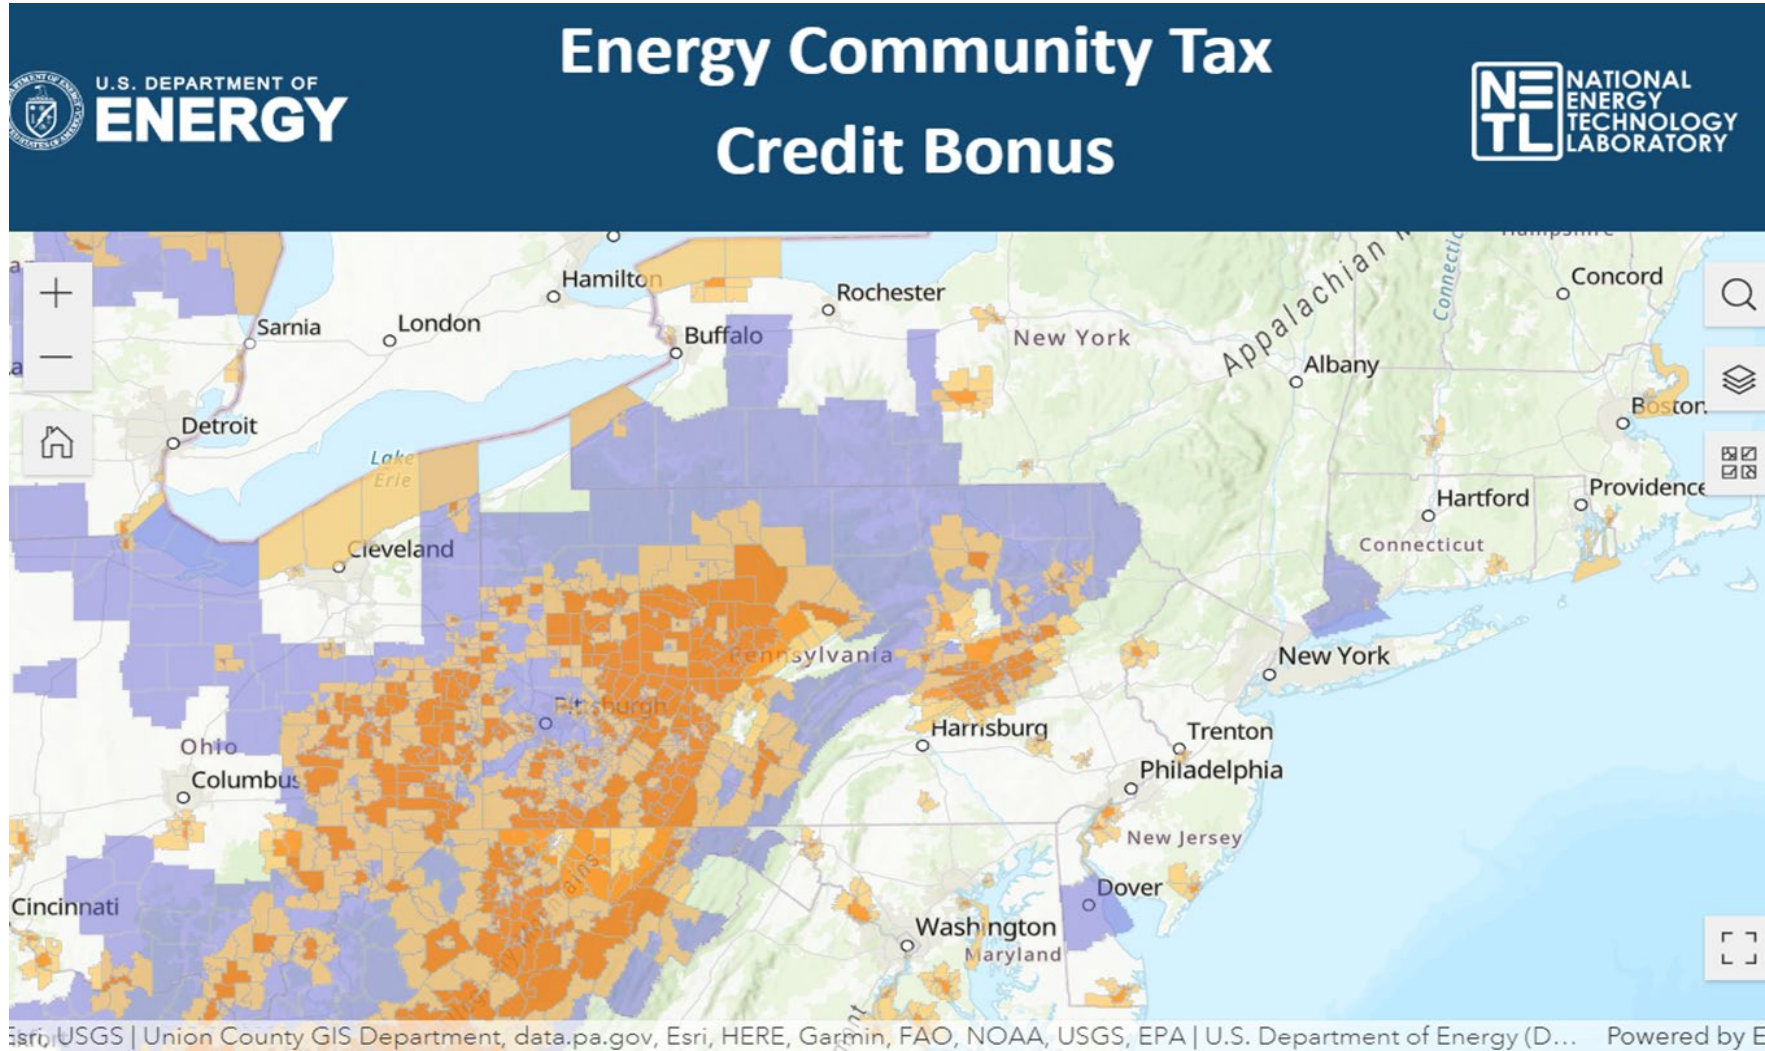 Energy Community Tax
Credit Bonus
U.S. DEPARTMENT OF
ENERGY
NATIONAL
ENERGY
TECHNOLOGY
LABORATORY
Hamilton
Rochester
Concord
Sarnia
London
Buffalo
New York
Appalachian
Albany
Detroit
Boston
Lake
Erie
Hartford
Providence
Cleveland
Connecticut
Pennsylvania
New York
Pittsburgh
Harrisburg
Trenton
Ohio
Columbus
Philadelphia
New Jersey
Dover
Cincinnati
Washington
Maryland
Esri, USGS | Union County GIS Department, data.pa.gov, Esri, HERE, Garmin, FAO, NOAA, USGS, EPA | U.S. Department of Energy (D... Powered by E